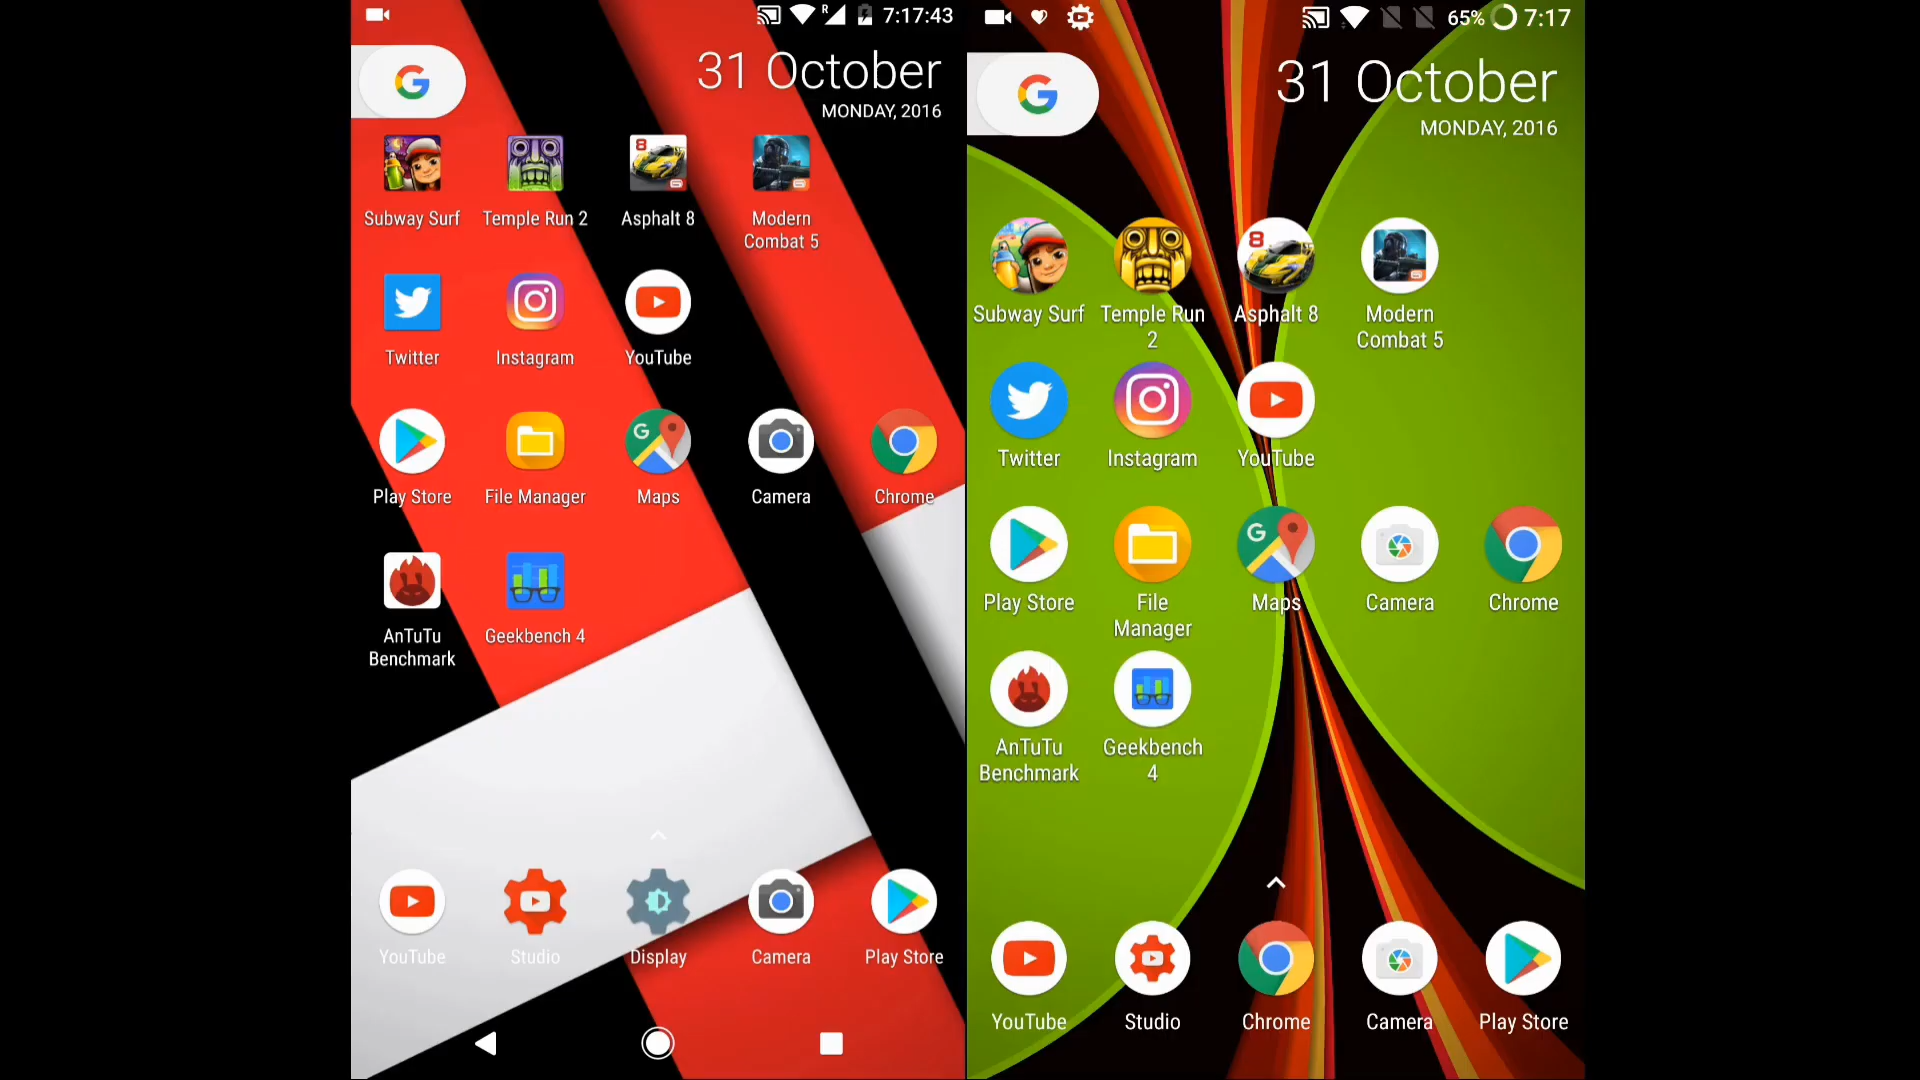 7:17:43
31 October
MONDAY, 2016
Subway Surf
Temple Run 2
Asphalt 8
Modern
Combat 5
Twitter
Instagram
YouTube
Play Store
File Manager
Maps
Camera
Chrome
AnTuTu
Benchmark
Geekbench 4
YouTube
Studio
Display
Camera
Play Store
65%
7:17
31 October
MONDAY, 2016
Subway Surf
Temple Run
2
Asphalt 8
Modern
Combat 5
Twitter
Instagram
YouTube
Play Store
File
Manager
Maps
Camera
Chrome
AnTuTu
Benchmark
Geekbench
4
YouTube
Studio
Chrome
Camera
Play Store